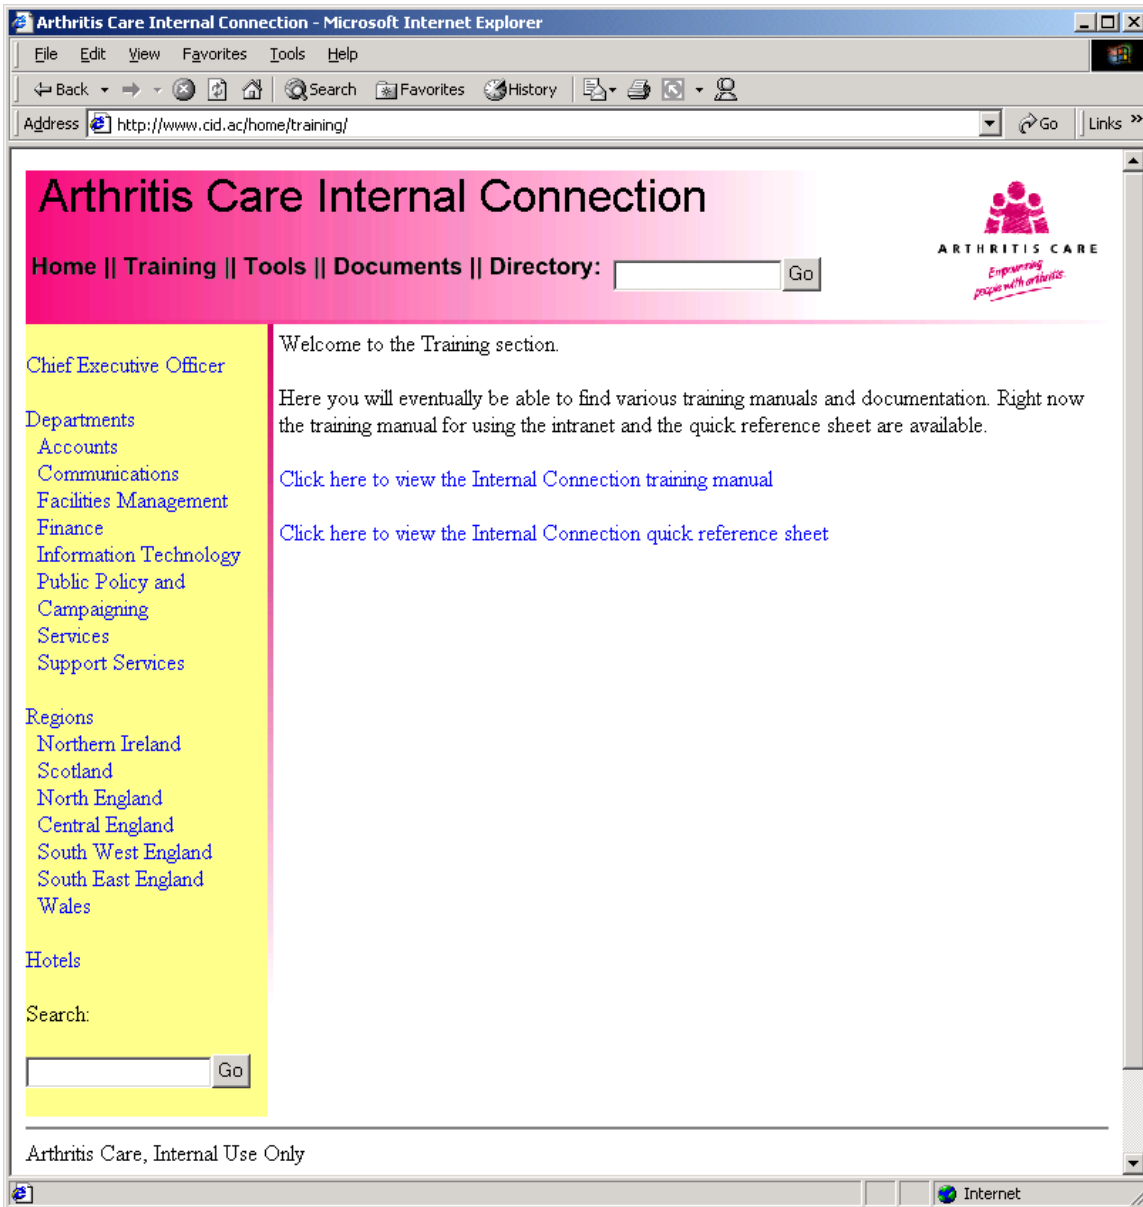 Arthritis Care Internal Connection - Microsoft Internet Explorer
File Edit View Favorites Tools Help
Back Search Favorites History
Address http://www.cid.ac/home/training/ Go Links »
Arthritis Care Internal Connection
Home || Training || Tools || Documents || Directory: Go
ARTHRITIS CARE
Empowering
people with arthritis
Chief Executive Officer
Departments
Accounts
Communications
Facilities Management
Finance
Information Technology
Public Policy and
Campaigning
Services
Support Services
Regions
Northern Ireland
Scotland
North England
Central England
South West England
South East England
Wales
Hotels
Search:
Go
Welcome to the Training section.
Here you will eventually be able to find various training manuals and documentation. Right now
the training manual for using the intranet and the quick reference sheet are available.
Click here to view the Internal Connection training manual
Click here to view the Internal Connection quick reference sheet
Arthritis Care, Internal Use Only
Internet